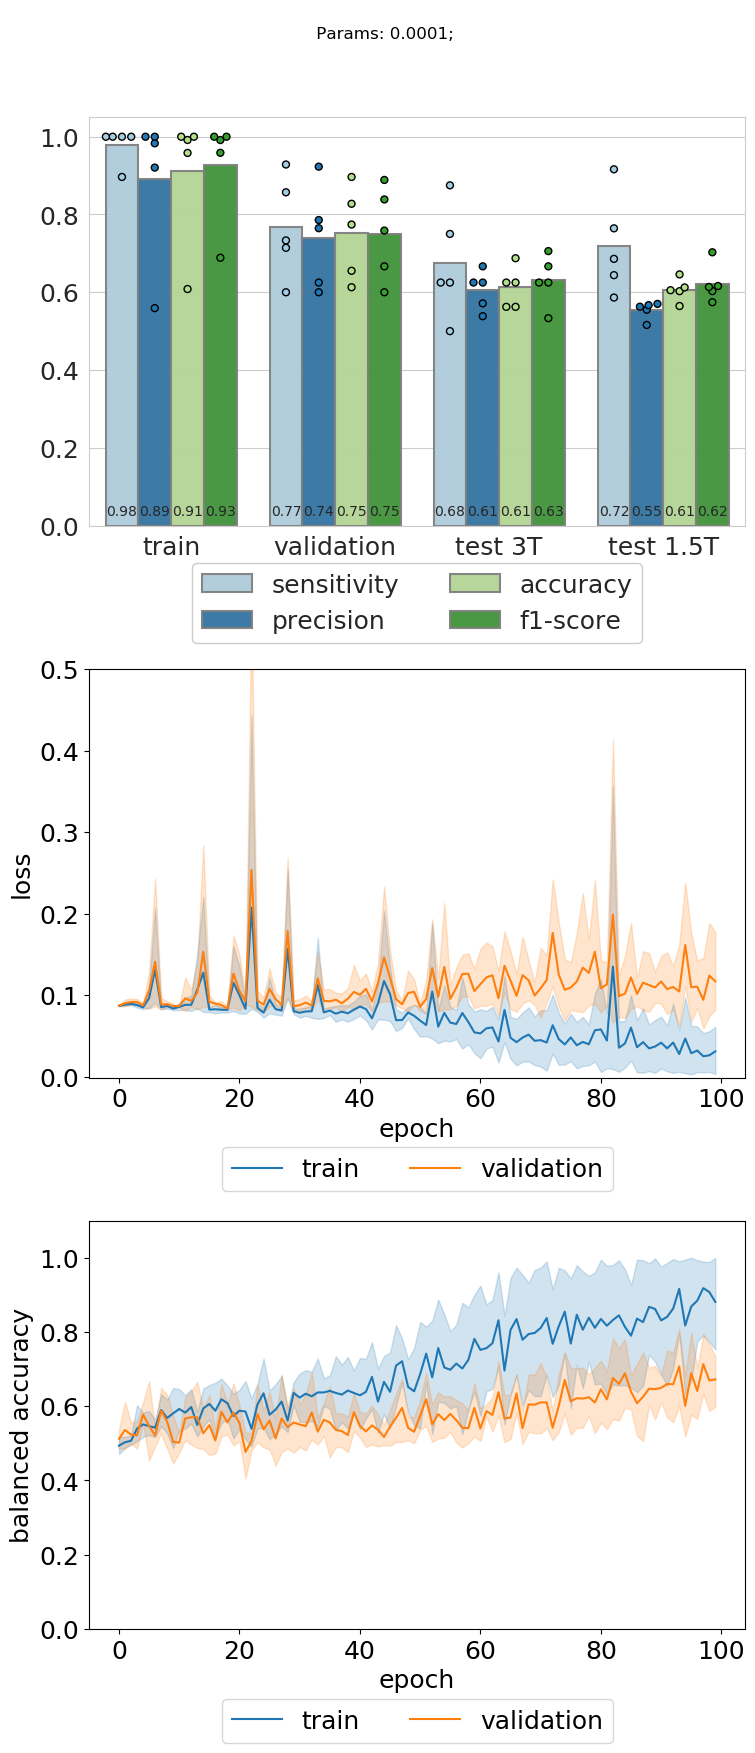 Params: 0.0001;
1.0
0.8
0.6
0.4
0.2
0.0
0.98 0.89 0.91 0.93 0.77 0.74 0.75 0.75 0.68 0.61 0.61 0.63 0.72 0.55 0.61 0.62
train validation test 3T test 1.5T
sensitivity accuracy
precision f1-score
0.5
0.4
0.3
0.2
0.1
0.0
loss
0 20 40 60 80 100
epoch
train validation
1.0
0.8
0.6
0.4
0.2
0.0
balanced accuracy
0 20 40 60 80 100
epoch
train validation